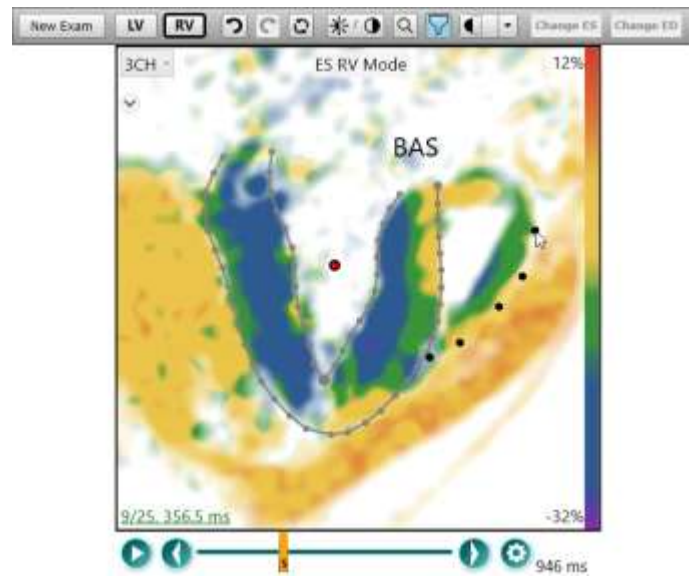 New Exam LV RV Change ES Change ED
3CH ES RV Mode 12%
BAS
9/25, 356.5 ms -32%
S
946 ms